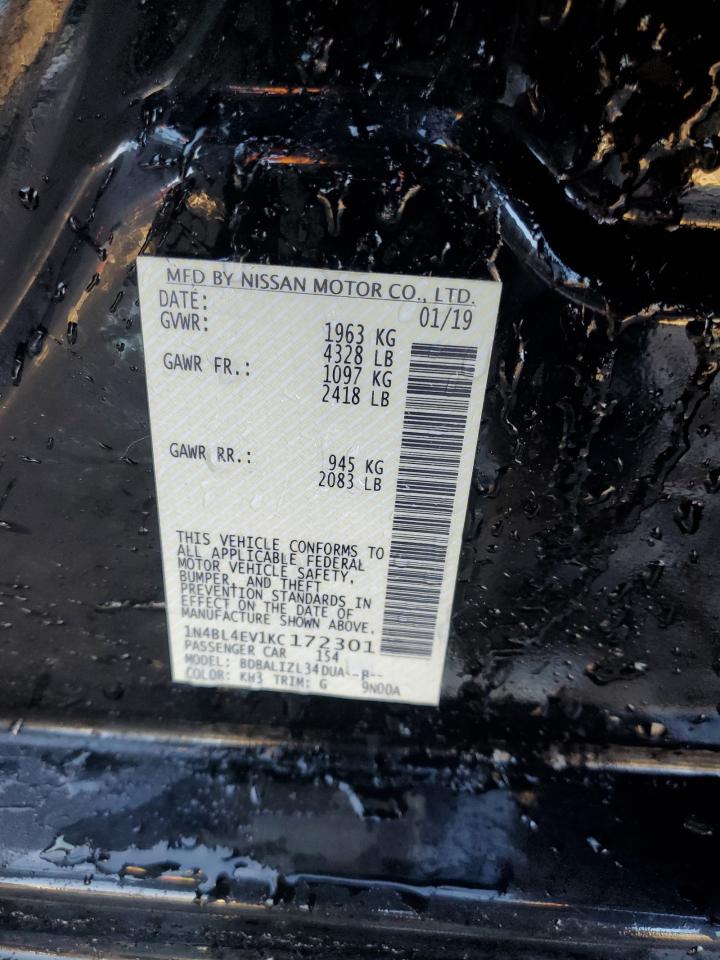 MFD BY NISSAN MOTOR CO., LTD.
DATE: 01/19
GVWR: 1963 KG
4328 LB
GAWR FR.: 1097 KG
2418 LB
GAWR RR.: 945 KG
2083 LB
THIS VEHICLE CONFORMS TO
ALL APPLICABLE FEDERAL
MOTOR VEHICLE SAFETY,
BUMPER, AND THEFT
PREVENTION STANDARDS IN
EFFECT ON THE DATE OF
MANUFACTURE SHOWN ABOVE.
1N4BL4EV1KC172301
PASSENGER CAR 154
MODEL: BDBALIZL34DUA--R--
COLOR: KH3 TRIM: G 9N00A